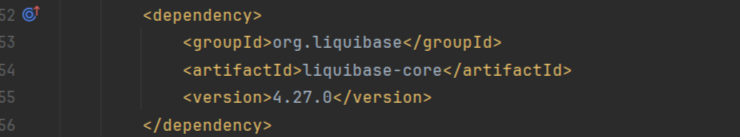 52 <dependency>
53 <groupId>org.liquibase</groupId>
54 <artifactId>liquibase-core</artifactId>
55 <version>4.27.0</version>
56 </dependency>